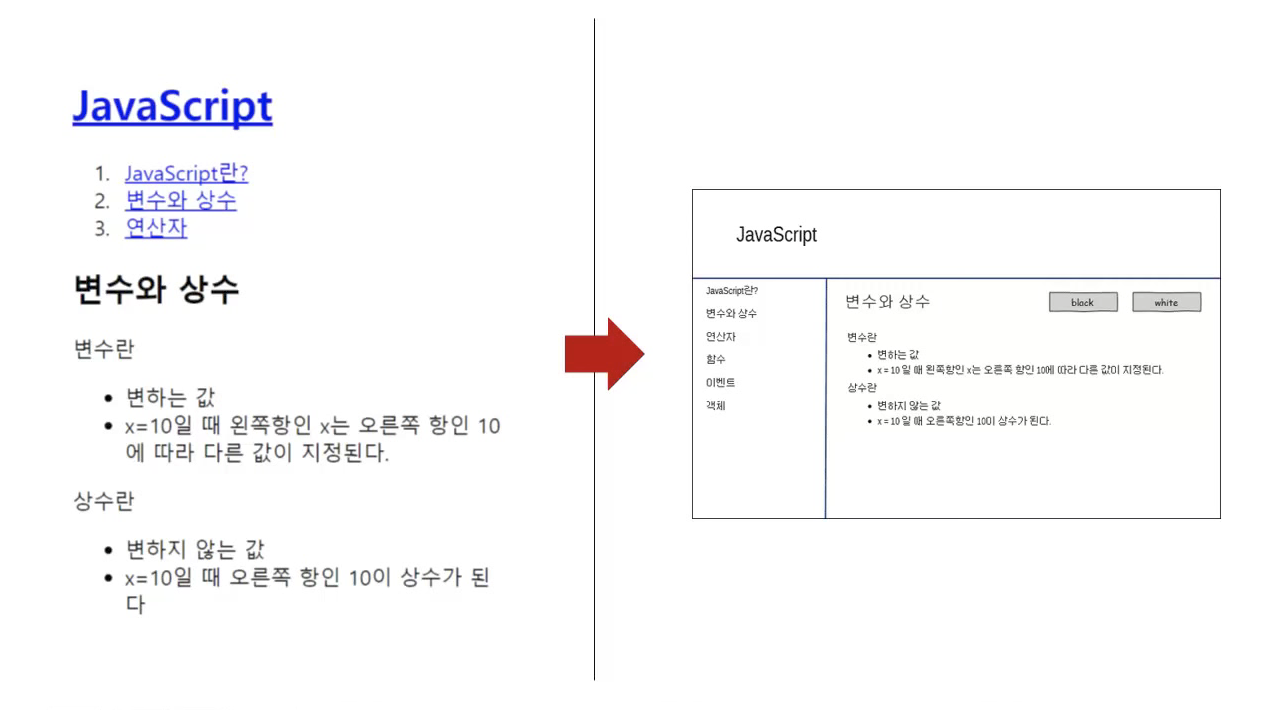 JavaScript
1. JavaScript란?
2. 변수와 상수
3. 연산자
변수와 상수
변수란
• 변하는 값
• x=10일 때 왼쪽항인 x는 오른쪽 항인 10
에 따라 다른 값이 지정된다.
상수란
• 변하지 않는 값
• x=10일 때 오른쪽 항인 10이 상수가 된
다
JavaScript
JavaScript란?
변수와 상수
연산자
함수
이벤트
객체
변수와 상수
black
white
변수란
• 변하는 값
• x = 10 일 때 왼쪽항인 x는 오른쪽 항인 10에 따라 다른 값이 지정된다.
상수란
• 변하지 않는 값
• x = 10 일 때 오른쪽항인 10이 상수가 된다.